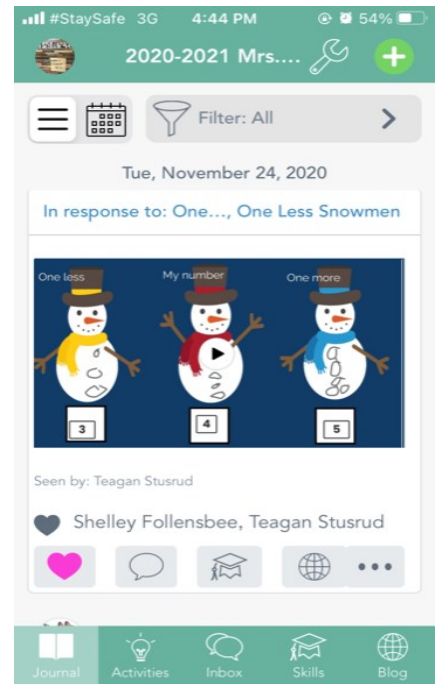 #StaySafe 3G 4:44 PM 54%
2020-2021 Mrs....
Filter: All
Tue, November 24, 2020
In response to: One..., One Less Snowmen
One less My number One more
3 4 5
Seen by: Teagan Stusrud
Shelley Follensbee, Teagan Stusrud
Journal Activities Inbox Skills Blog